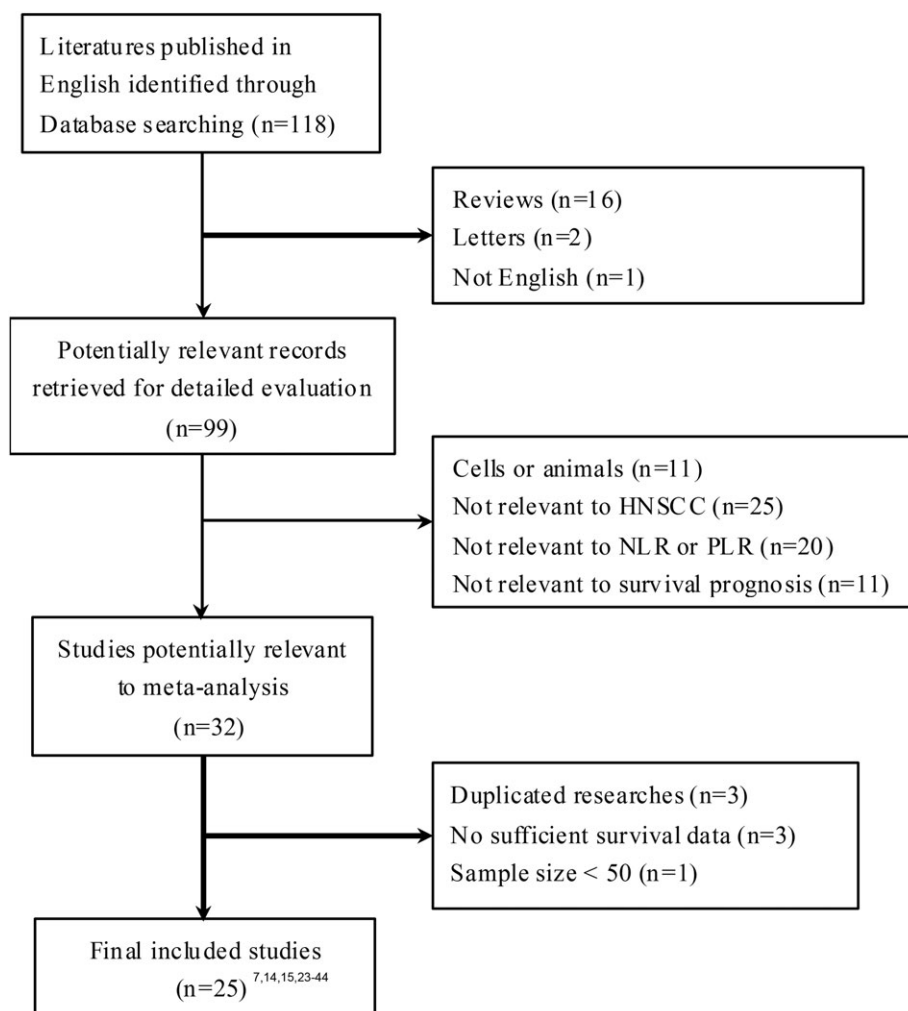 Literatures published in
English identified through
Database searching (n=118)
Reviews (n=16)
Letters (n=2)
Not English (n=1)
Potentially relevant records
retrieved for detailed evaluation
(n=99)
Cells or animals (n=11)
Not relevant to HNSCC (n=25)
Not relevant to NLR or PLR (n=20)
Not relevant to survival prognosis (n=11)
Studies potentially relevant
to meta-analysis
(n=32)
Duplicated researches (n=3)
No sufficient survival data (n=3)
Sample size < 50 (n=1)
Final included studies
(n=25) 7,14,15,23-44